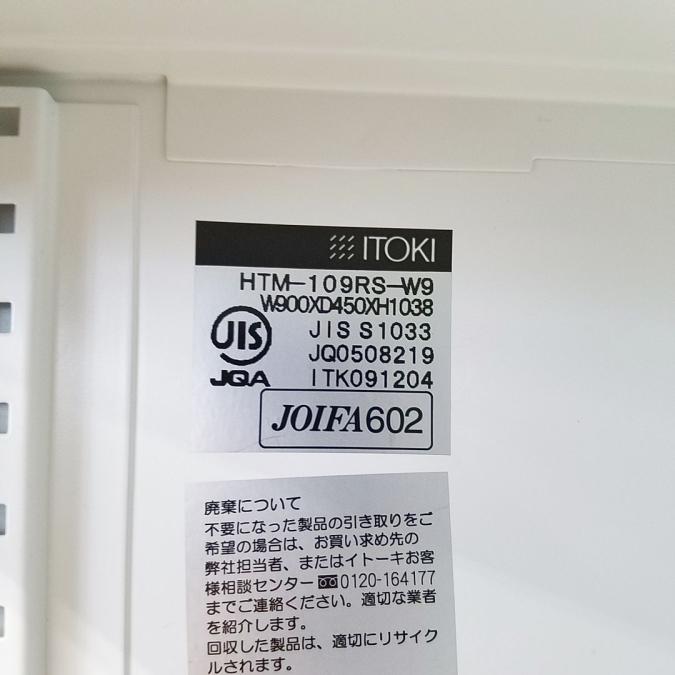 ITOKI
HTM-109RS-W9
W900XD450XH1038
JIS
JIS S1033
JQ0508219
JQA
ITK091204
JOIFA602
廃棄について
不要になった製品の引き取りをご
希望の場合は、お買い求め先の
弊社担当者、またはイトーキお客
様相談センター0120-164177
までご連絡ください。適切な業者
を紹介します。
回収した製品は、適切にリサイク
ルされます。